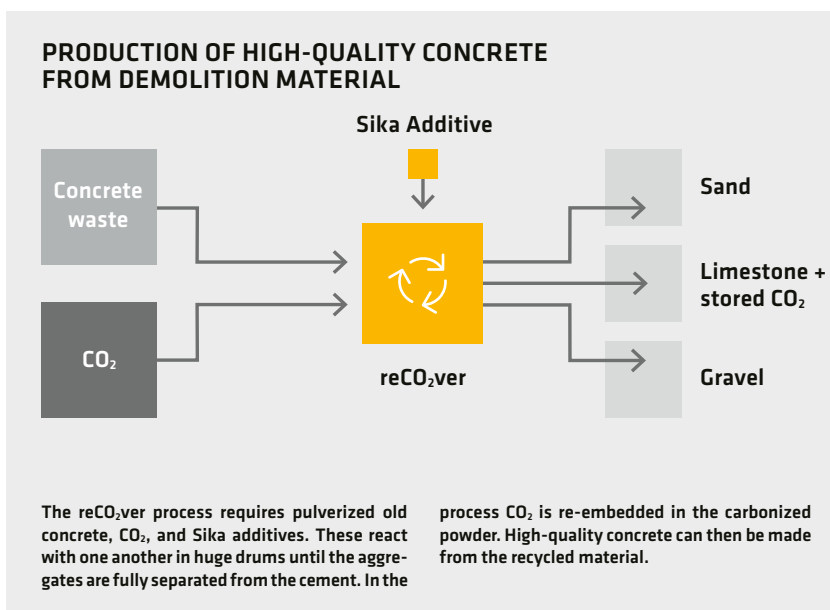 PRODUCTION OF HIGH-QUALITY CONCRETE
FROM DEMOLITION MATERIAL
Sika Additive
Concrete
waste
CO₂
reCO₂ver
Sand
Limestone +
stored CO₂
Gravel
The reCO₂ver process requires pulverized old
concrete, CO₂, and Sika additives. These react
with one another in huge drums until the aggre-
gates are fully separated from the cement. In the
process CO₂ is re-embedded in the carbonized
powder. High-quality concrete can then be made
from the recycled material.